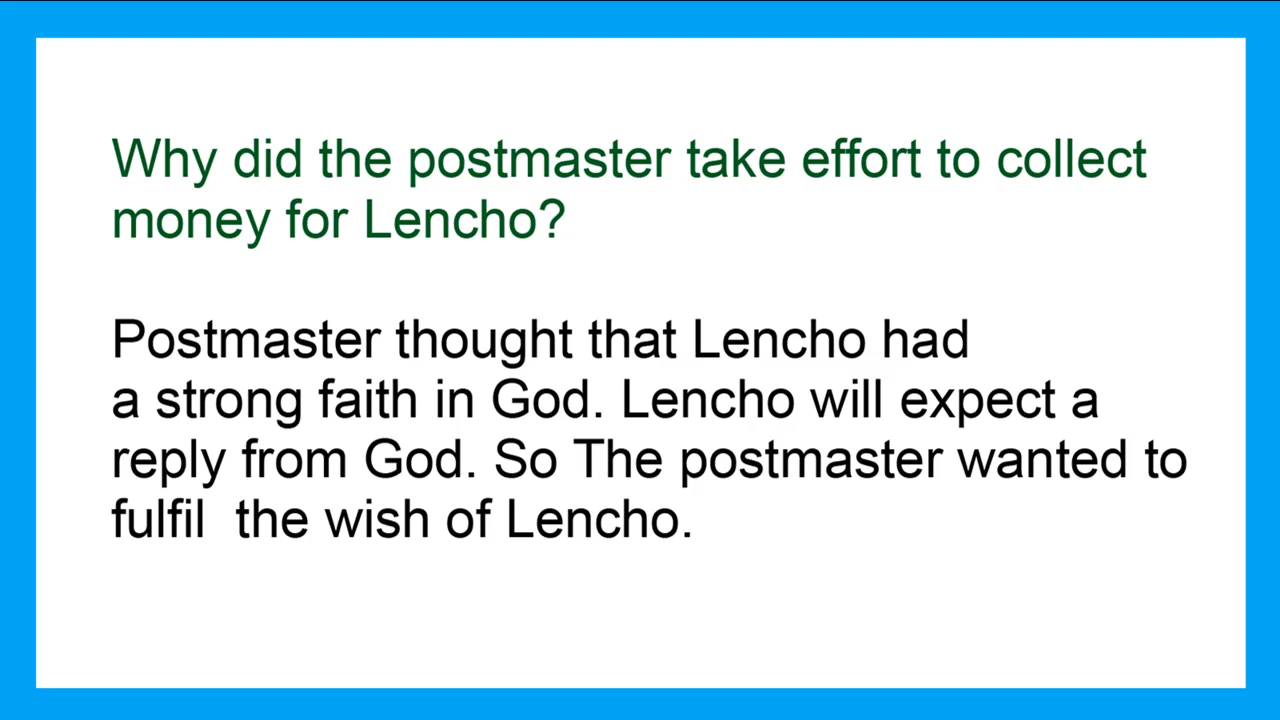 Why did the postmaster take effort to collect
money for Lencho?
Postmaster thought that Lencho had
a strong faith in God. Lencho will expect a
reply from God. So The postmaster wanted to
fulfil  the wish of Lencho.